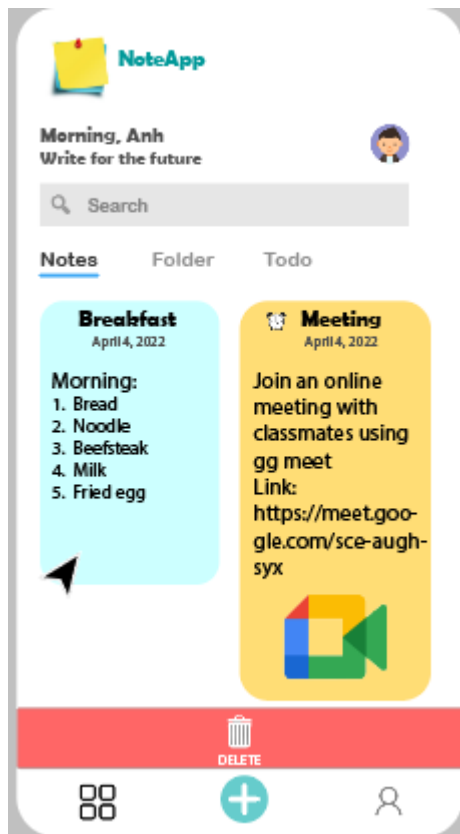 NoteApp
Morning, Anh
Write for the future
Search
Notes Folder Todo
Breakfast
April 4, 2022
Morning:
1. Bread
2. Noodle
3. Beefsteak
4. Milk
5. Fried egg
Meeting
April 4, 2022
Join an online
meeting with
classmates using
gg meet
Link:
https://meet.goo-
gle.com/sce-augh-
syx
DELETE